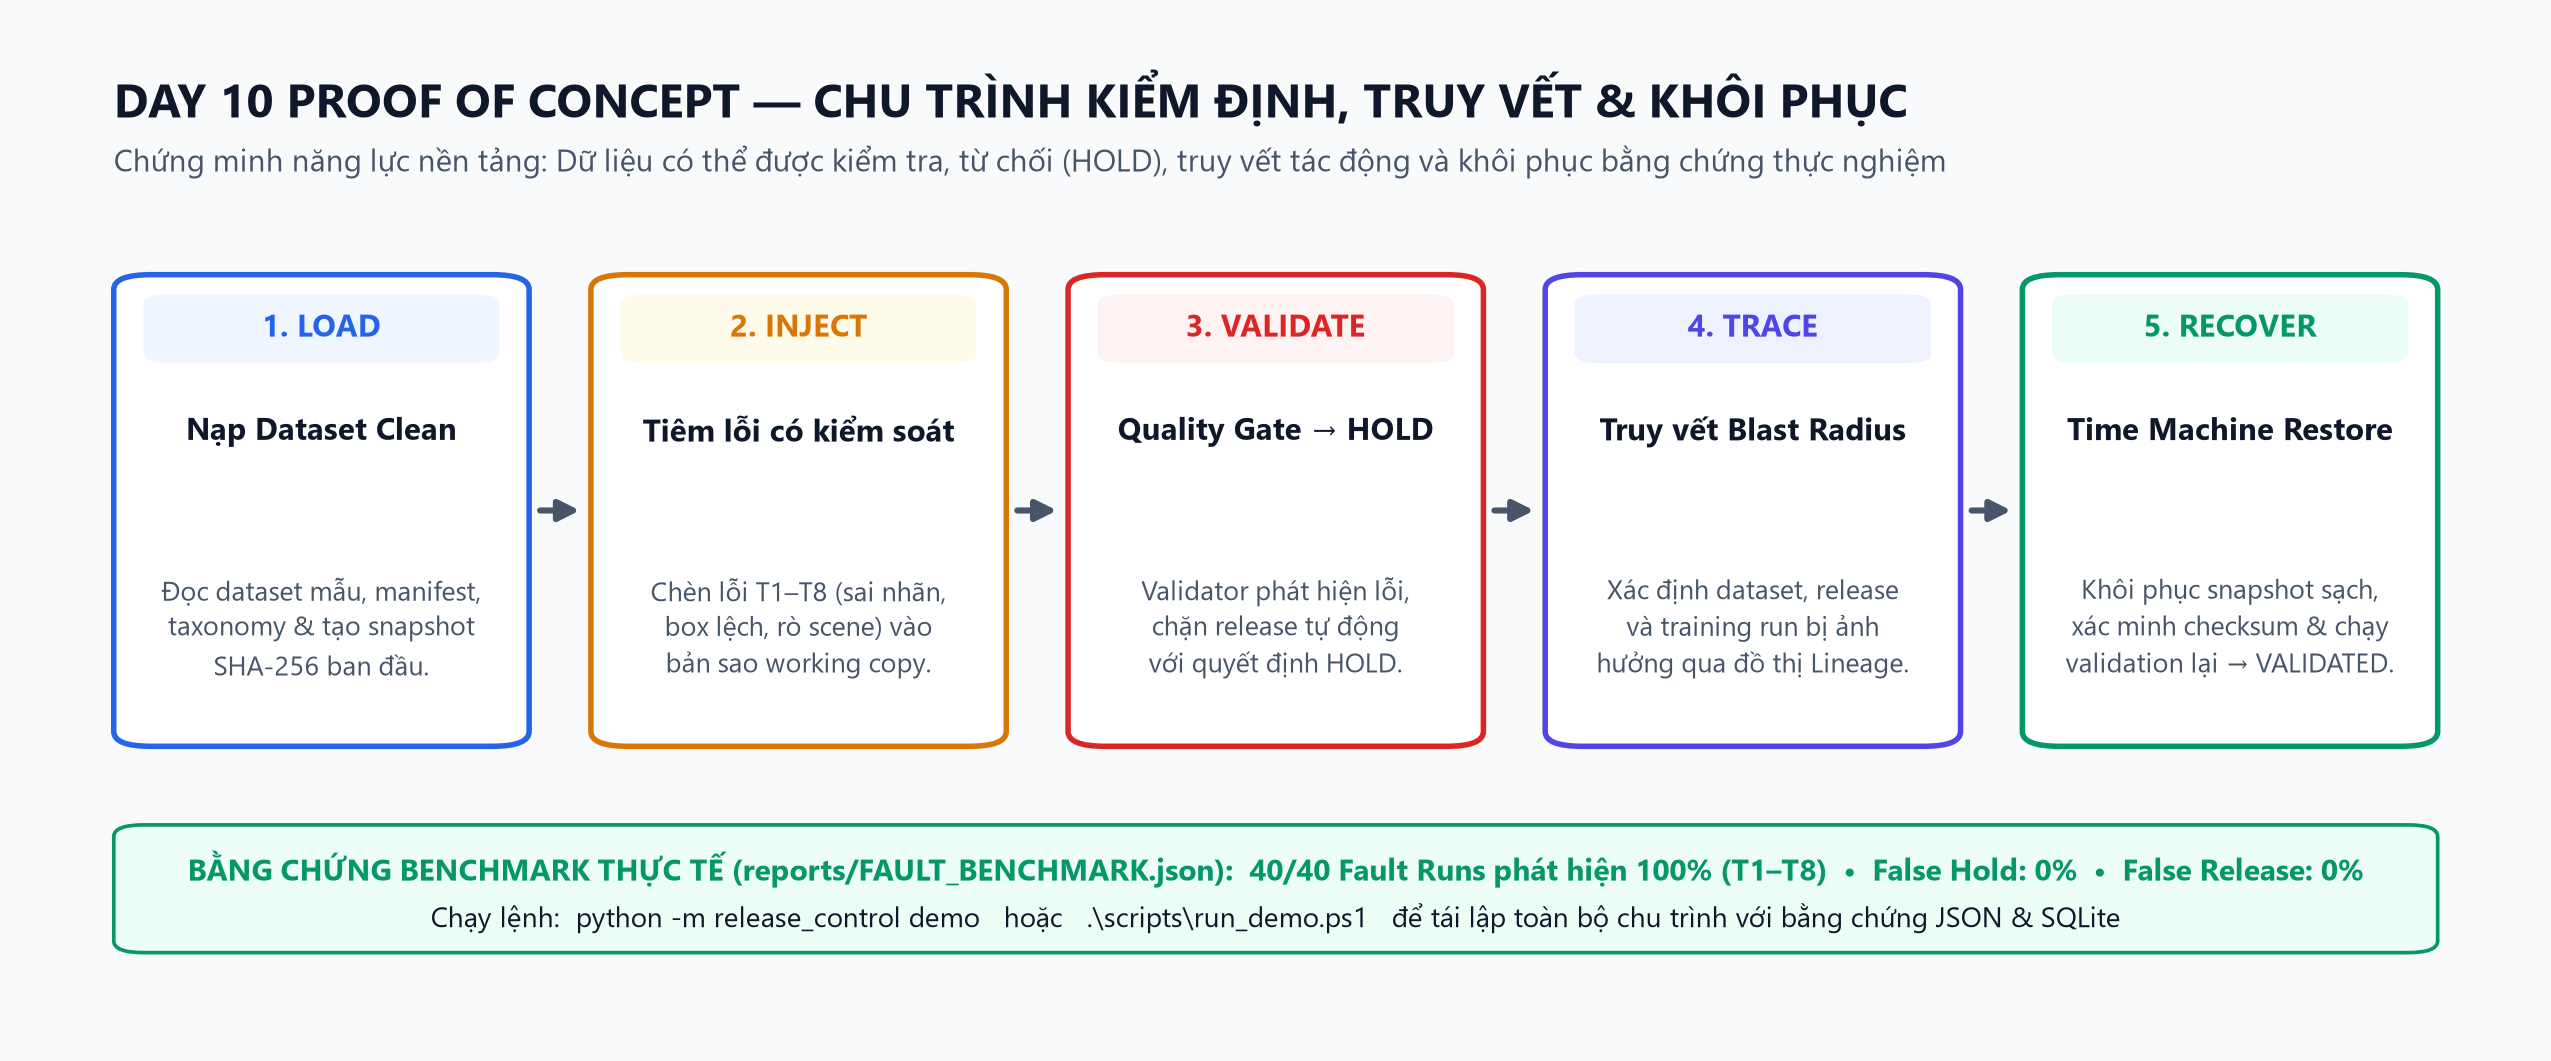 DAY 10 PROOF OF CONCEPT — CHU TRÌNH KIỂM ĐỊNH, TRUY VẾT & KHÔI PHỤC
Chứng minh năng lực nền tảng: Dữ liệu có thể được kiểm tra, từ chối (HOLD), truy vết tác động và khôi phục bằng chứng thực nghiệm
1. LOAD
Nạp Dataset Clean
Đọc dataset mẫu, manifest,
taxonomy & tạo snapshot
SHA-256 ban đầu.
2. INJECT
Tiêm lỗi có kiểm soát
Chèn lỗi T1–T8 (sai nhãn,
box lệch, rò scene) vào
bản sao working copy.
3. VALIDATE
Quality Gate → HOLD
Validator phát hiện lỗi,
chặn release tự động
với quyết định HOLD.
4. TRACE
Truy vết Blast Radius
Xác định dataset, release
và training run bị ảnh
hưởng qua đồ thị Lineage.
5. RECOVER
Time Machine Restore
Khôi phục snapshot sạch,
xác minh checksum & chạy
validation lại → VALIDATED.
BẰNG CHỨNG BENCHMARK THỰC TẾ (reports/FAULT_BENCHMARK.json): 40/40 Fault Runs phát hiện 100% (T1–T8) • False Hold: 0% • False Release: 0%
Chạy lệnh: python -m release_control demo hoặc .\scripts\run_demo.ps1 để tái lập toàn bộ chu trình với bằng chứng JSON & SQLite